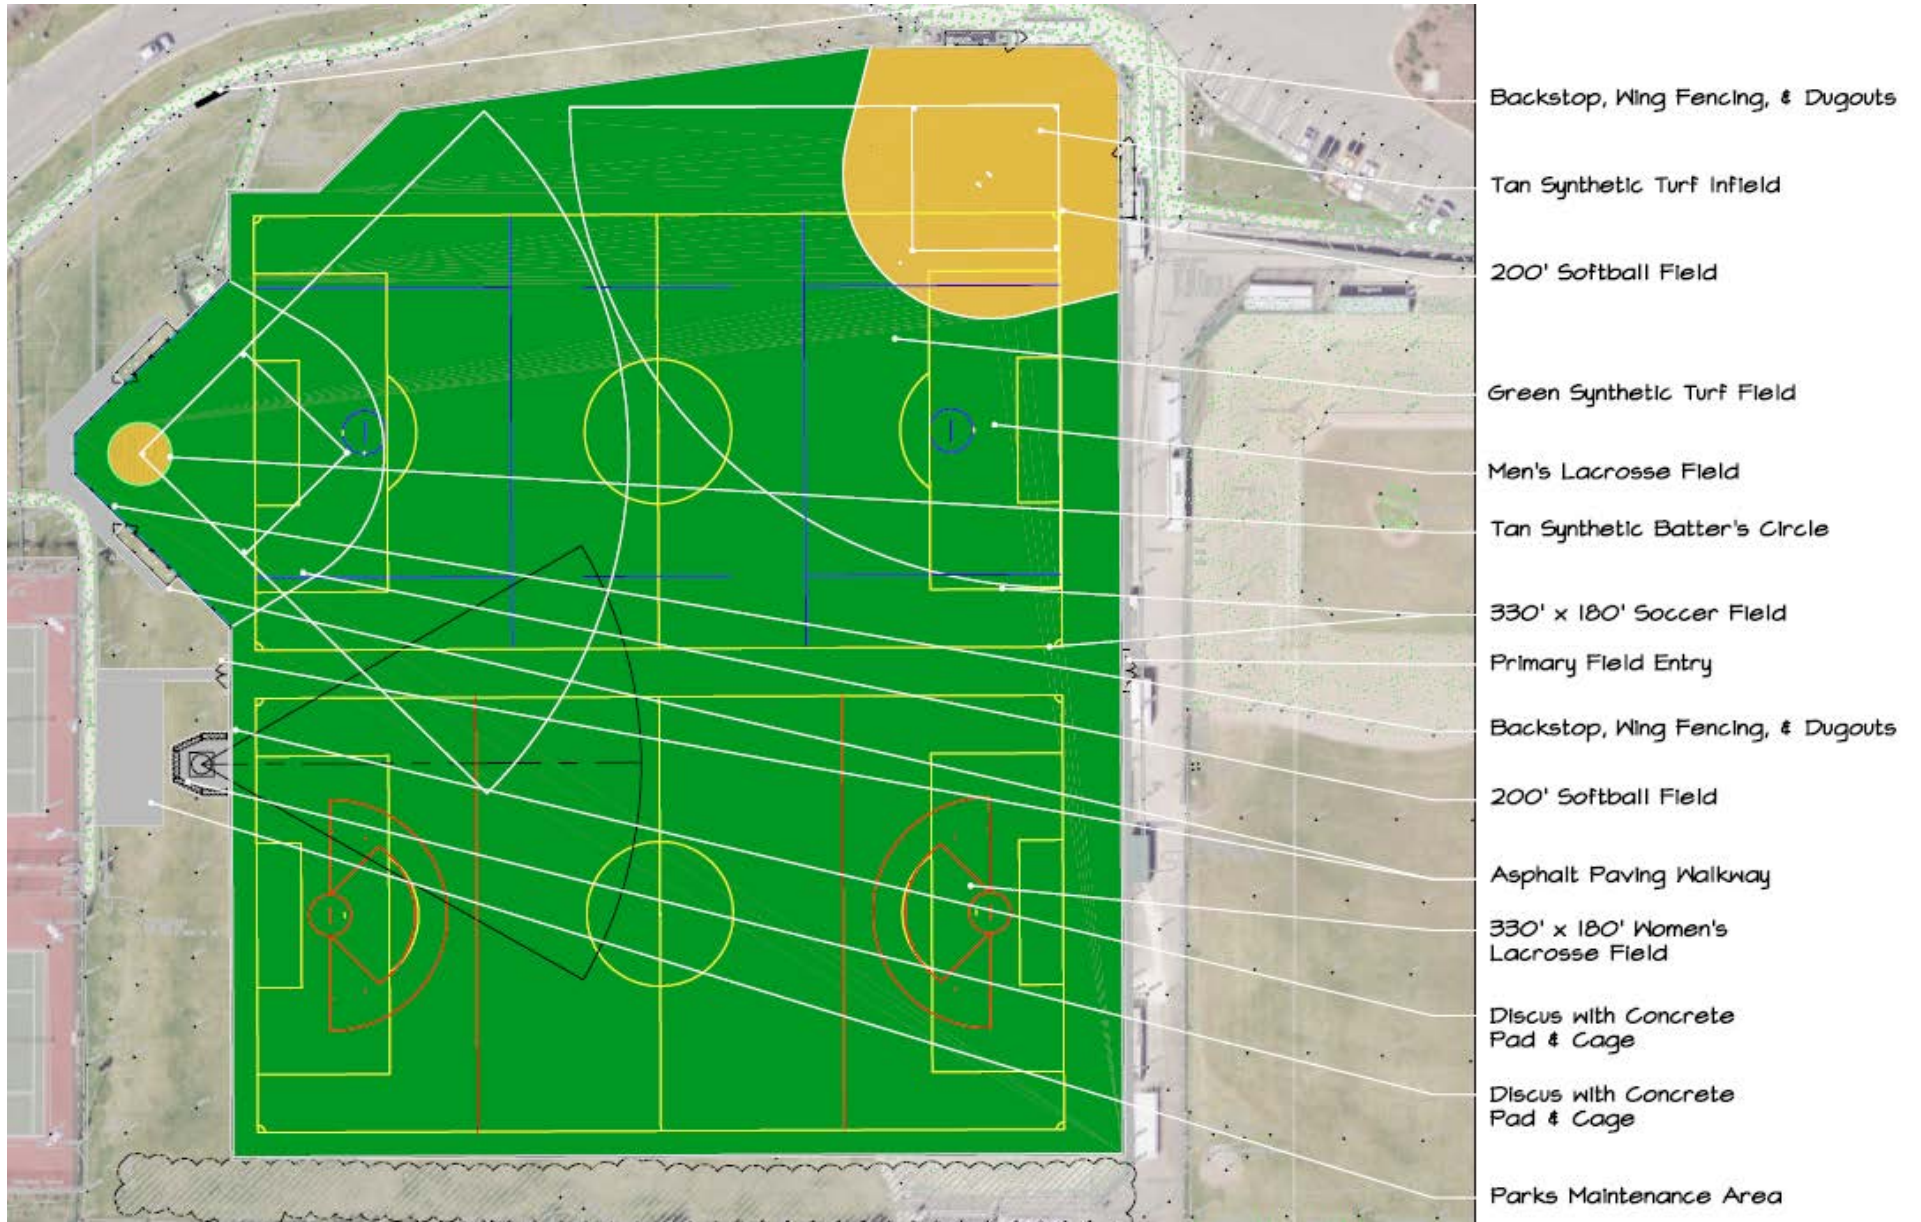 Backstop, Wing Fencing, & Dugouts
Tan Synthetic Turf Infield
200' Softball Field
Green Synthetic Turf Field
Men's Lacrosse Field
Tan Synthetic Batter's Circle
330' x 180' Soccer Field
Primary Field Entry
Backstop, Wing Fencing, & Dugouts
200' Softball Field
Asphalt Paving Walkway
330' x 180' Women's
Lacrosse Field
Discus with Concrete
Pad & Cage
Discus with Concrete
Pad & Cage
Parks Maintenance Area